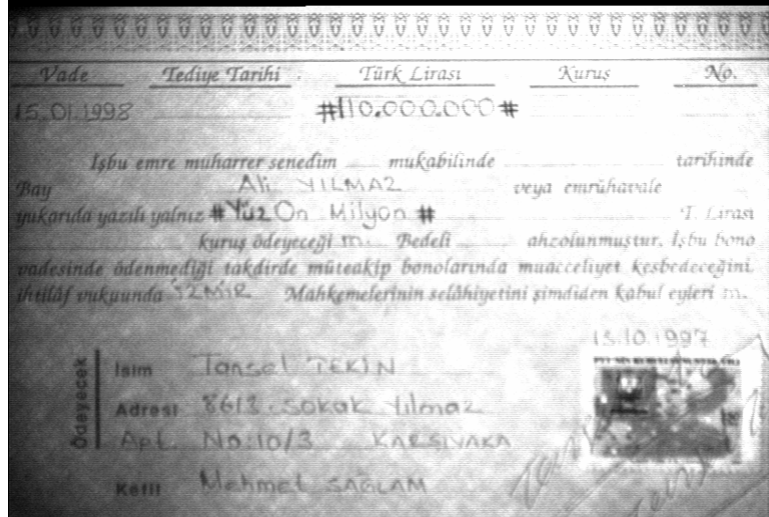 Vade Tediye Tarihi Türk Lirası Kuruş No.
15.01.1998 #110.000.000#
İşbu emre muharrer senedim mukabilinde tarihinde
Bay Ali YILMAZ veya emrühavale
yukarıda yazılı yalnız #Yüz On Milyon # T. Lirası
kuruş ödeyeceği m. Bedeli ahzolunmuştur. İşbu bono
vadesinde ödenmediği takdirde müteakip bonolarında muacceliyet kesbedeceğini
ihtilâf vukuunda İZMİR Mahkemelerinin selâhiyetini şimdiden kabul eyleri m.
13.10.1997
Ödeyecek
İsim Tansel TEKİN
Adresi 8613. SOKAK Yılmaz
Apt. No:10/3 KARŞIYAKA
Kefil Mehmet SAĞLAM